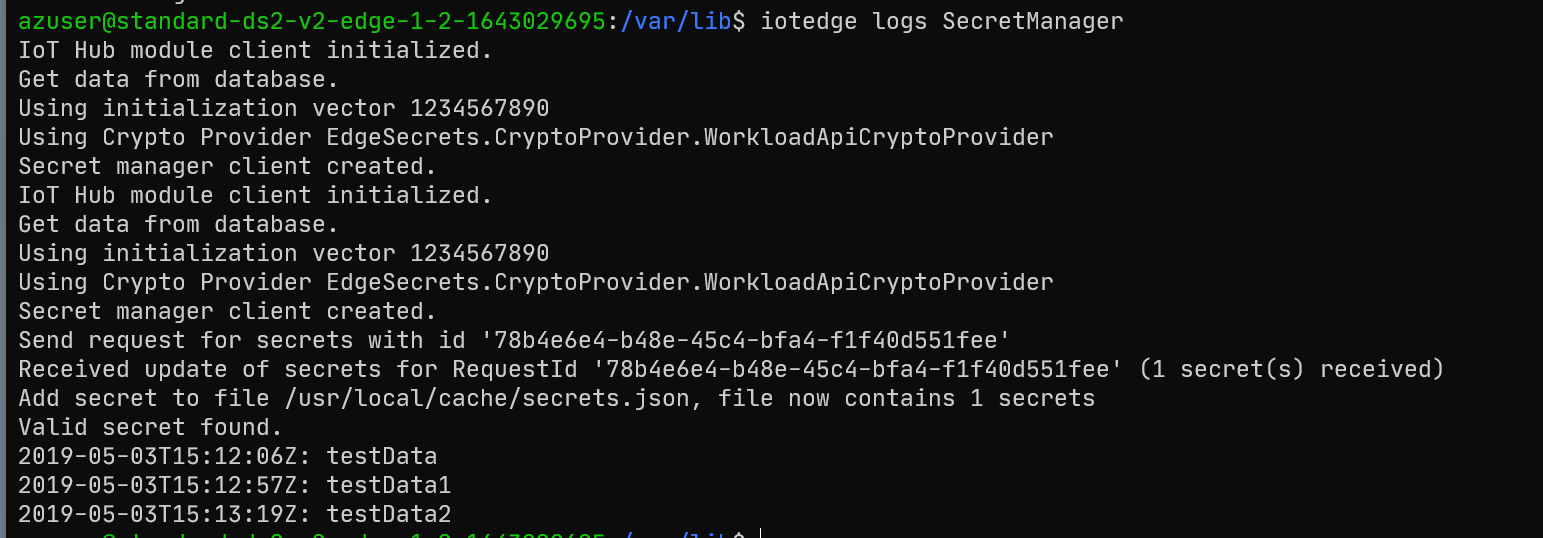 azuser@standard-ds2-v2-edge-1-2-1643029695:/var/lib$ iotedge logs SecretManager
IoT Hub module client initialized.
Get data from database.
Using initialization vector 1234567890
Using Crypto Provider EdgeSecrets.CryptoProvider.WorkloadApiCryptoProvider
Secret manager client created.
IoT Hub module client initialized.
Get data from database.
Using initialization vector 1234567890
Using Crypto Provider EdgeSecrets.CryptoProvider.WorkloadApiCryptoProvider
Secret manager client created.
Send request for secrets with id '78b4e6e4-b48e-45c4-bfa4-f1f40d551fee'
Received update of secrets for RequestId '78b4e6e4-b48e-45c4-bfa4-f1f40d551fee' (1 secret(s) received)
Add secret to file /usr/local/cache/secrets.json, file now contains 1 secrets
Valid secret found.
2019-05-03T15:12:06Z: testData
2019-05-03T15:12:57Z: testData1
2019-05-03T15:13:19Z: testData2